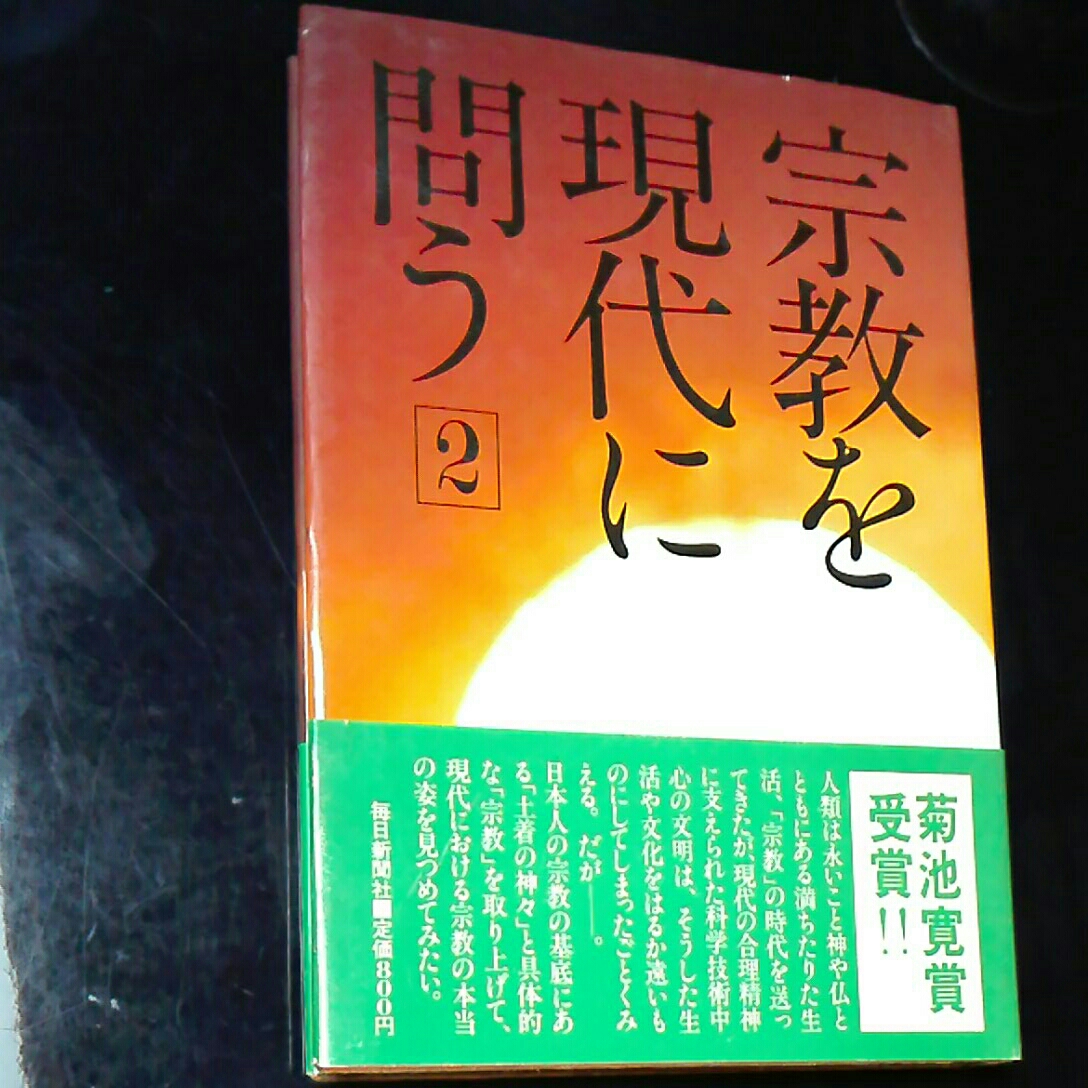 宗教を
現代に
問う
2
菊池寛賞
受賞!!
人類は永いこと神や仏と
ともにある満ちたりた生
活、「宗教」の時代を送っ
てきたが、現代の合理精神
に支えられた科学技術中
心の文明は、そうした生
活や文化をはるか遠いも
のにしてしまったごとくみ
える。だが――。
日本人の宗教の基底にあ
る「土着の神々」と具体的
な「宗教」を取り上げて、
現代における宗教の本当
の姿を見つめてみたい。
毎日新聞社■定価800円